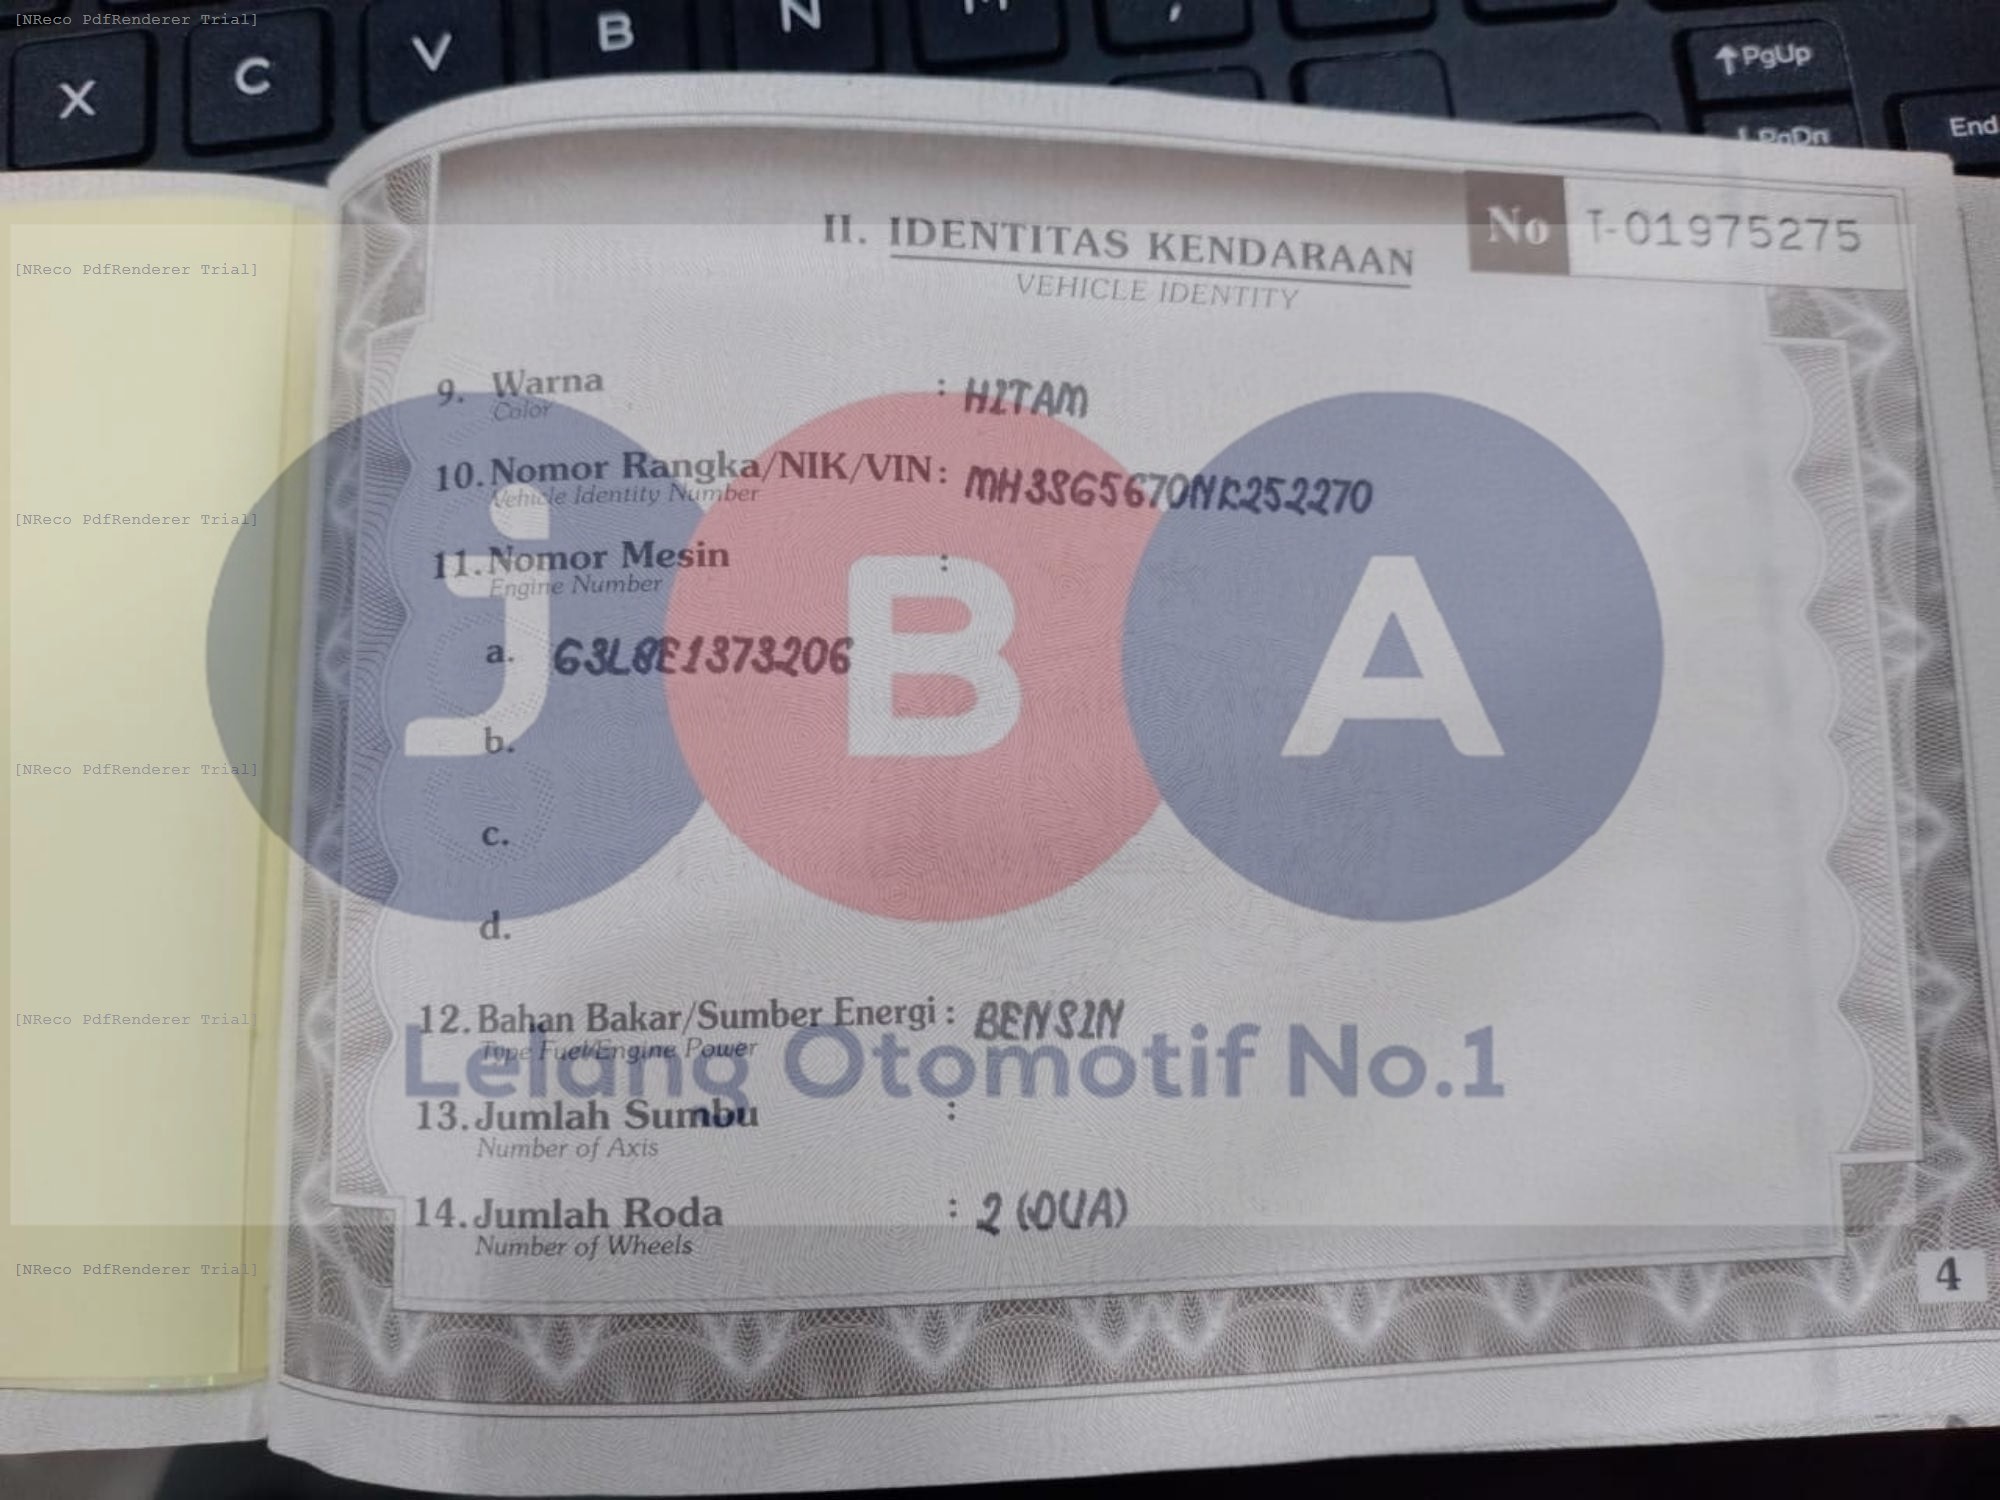 [NReco PdfRenderer Trial]
X C V B N M , ↑PgUp
PgDn End
No T-01975275
II. IDENTITAS KENDARAAN
VEHICLE IDENTITY
[NReco PdfRenderer Trial]
9. Warna : HITAM
Color
10. Nomor Rangka/NIK/VIN : MH3SG5670NK252270
Vehicle Identity Number
[NReco PdfRenderer Trial]
11. Nomor Mesin :
Engine Number
a. G3L8E1373206
jBA
b.
[NReco PdfRenderer Trial]
c.
d.
12. Bahan Bakar/Sumber Energi : BENSIN
[NReco PdfRenderer Trial]
Type Fuel/Engine Power
Lelang Otomotif No.1
13. Jumlah Sumbu :
Number of Axis
14. Jumlah Roda : 2 (DUA)
Number of Wheels
[NReco PdfRenderer Trial]
4